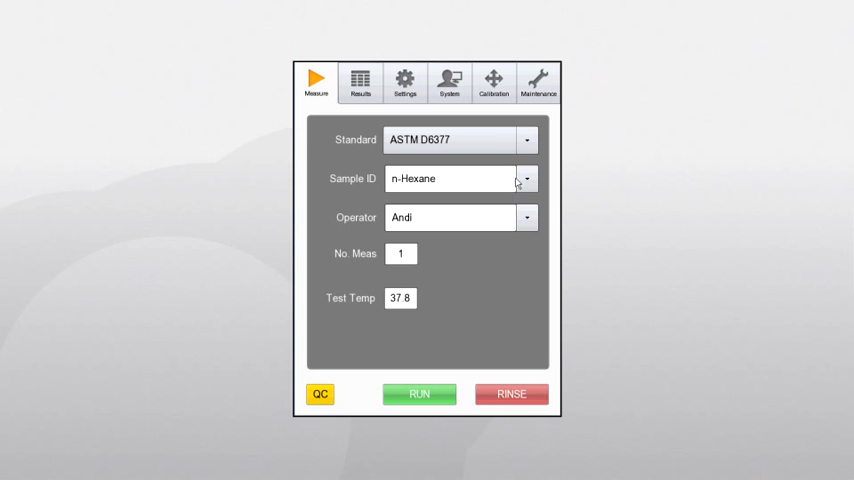 Measure Results Settings System Calibration Maintenance
Standard ASTM D6377
Sample ID n-Hexane
Operator Andi
No. Meas 1
Test Temp 37.8
QC RUN RINSE